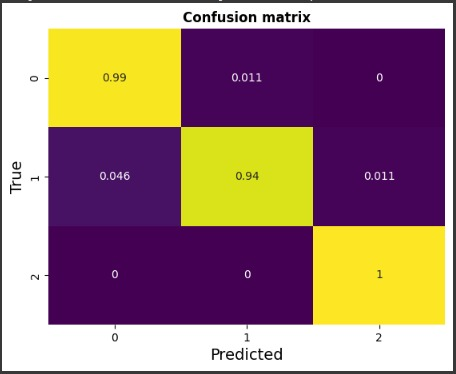 Confusion matrix
0 0.99 0.011 0
1 0.046 0.94 0.011
2 0 0 1
0 1 2
True
Predicted